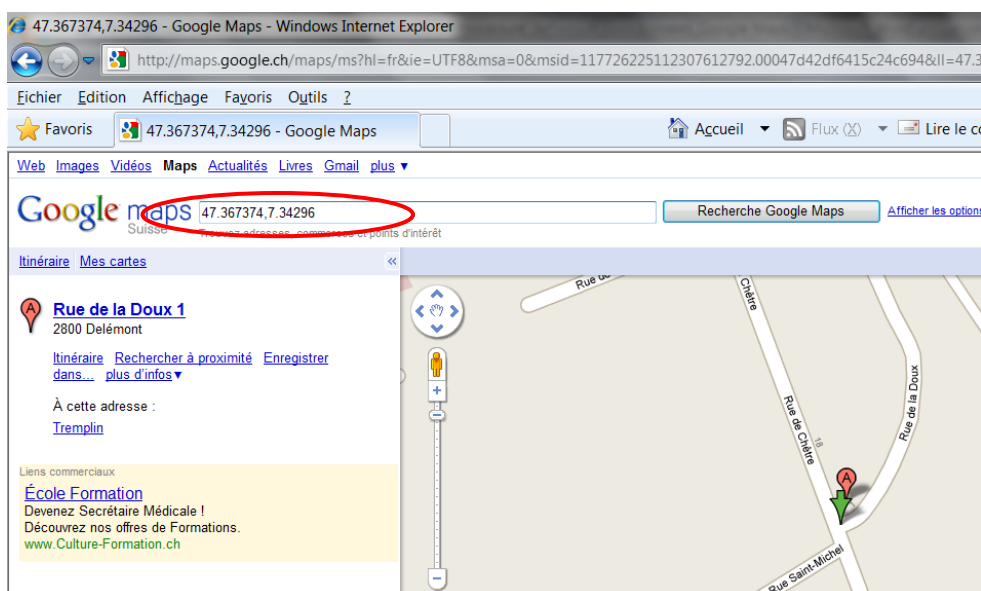 47.367374,7.34296 - Google Maps - Windows Internet Explorer
http://maps.google.ch/maps/ms?hl=fr&ie=UTF8&msa=0&msid=117762225112307612792.00047d42df6415c24c694&ll=47.3
Fichier Edition Affichage Favoris Outils ?
Favoris 47.367374,7.34296 - Google Maps Accueil Flux (X) Lire le co
Web Images Vidéos Maps Actualités Livres Gmail plus ▼
Google maps 47.367374,7.34296 Recherche Google Maps Afficher les options
Suisse Trouvez adresses, commerces et points d'intérêt
Itinéraire Mes cartes «
A Rue de la Doux 1
2800 Delémont
Itinéraire Rechercher à proximité Enregistrer
dans... plus d'infos▼
À cette adresse :
Tremplin
Liens commerciaux
École Formation
Devenez Secrétaire Médicale !
Découvrez nos offres de Formations.
www.Culture-Formation.ch
Rue de
Chêtre
Rue de la Doux
Rue de Chêtre
18
A
Rue Saint-Michel